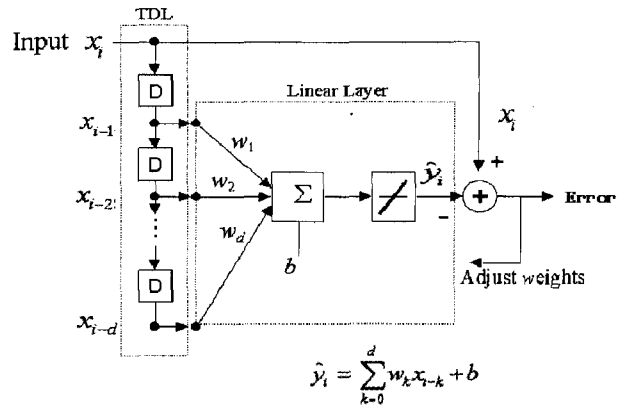 TDL
Input x_i
D
Linear Layer
x_i
x_{i-1}
w_1
+
D
w_2
Σ
ŷ_i
+
Error
x_{i-2}
−
w_d
b
Adjust weights
D
x_{i-d}
ŷ_i = \sum_{k=0}^{d} w_k x_{i-k} + b